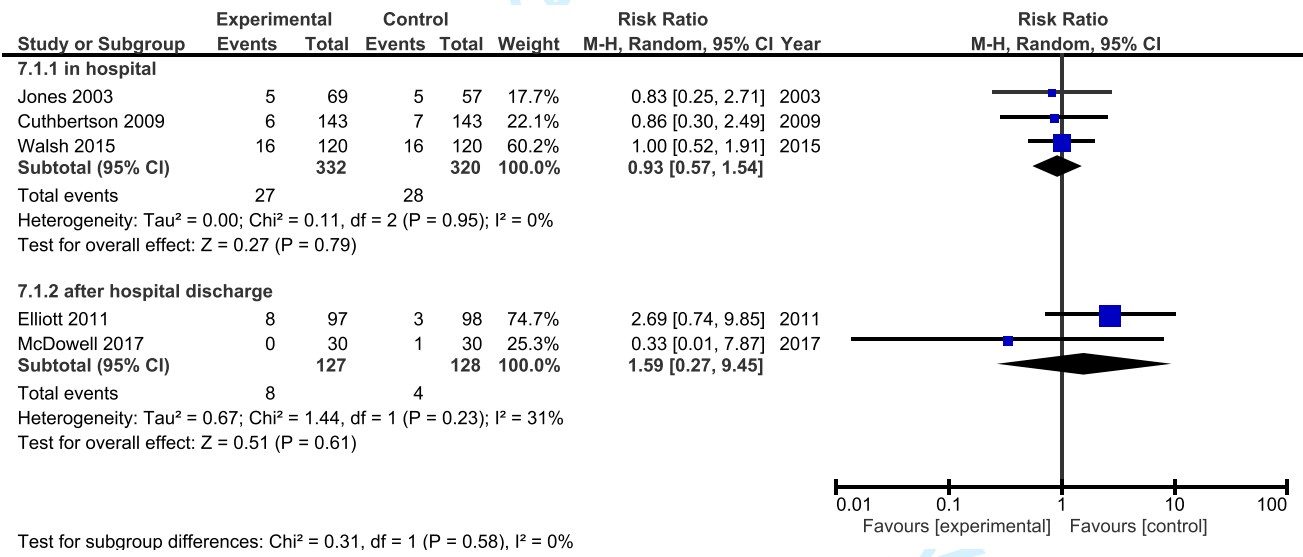 Experimental Control Risk Ratio Risk Ratio
Study or Subgroup Events Total Events Total Weight M-H, Random, 95% CI Year M-H, Random, 95% CI
7.1.1 in hospital
Jones 2003 5 69 5 57 17.7% 0.83 [0.25, 2.71] 2003
Cuthbertson 2009 6 143 7 143 22.1% 0.86 [0.30, 2.49] 2009
Walsh 2015 16 120 16 120 60.2% 1.00 [0.52, 1.91] 2015
Subtotal (95% CI) 332 320 100.0% 0.93 [0.57, 1.54]
Total events 27 28
Heterogeneity: Tau² = 0.00; Chi² = 0.11, df = 2 (P = 0.95); I² = 0%
Test for overall effect: Z = 0.27 (P = 0.79)
7.1.2 after hospital discharge
Elliott 2011 8 97 3 98 74.7% 2.69 [0.74, 9.85] 2011
McDowell 2017 0 30 1 30 25.3% 0.33 [0.01, 7.87] 2017
Subtotal (95% CI) 127 128 100.0% 1.59 [0.27, 9.45]
Total events 8 4
Heterogeneity: Tau² = 0.67; Chi² = 1.44, df = 1 (P = 0.23); I² = 31%
Test for overall effect: Z = 0.51 (P = 0.61)
0.01 0.1 1 10 100
Favours [experimental] Favours [control]
Test for subgroup differences: Chi² = 0.31, df = 1 (P = 0.58), I² = 0%